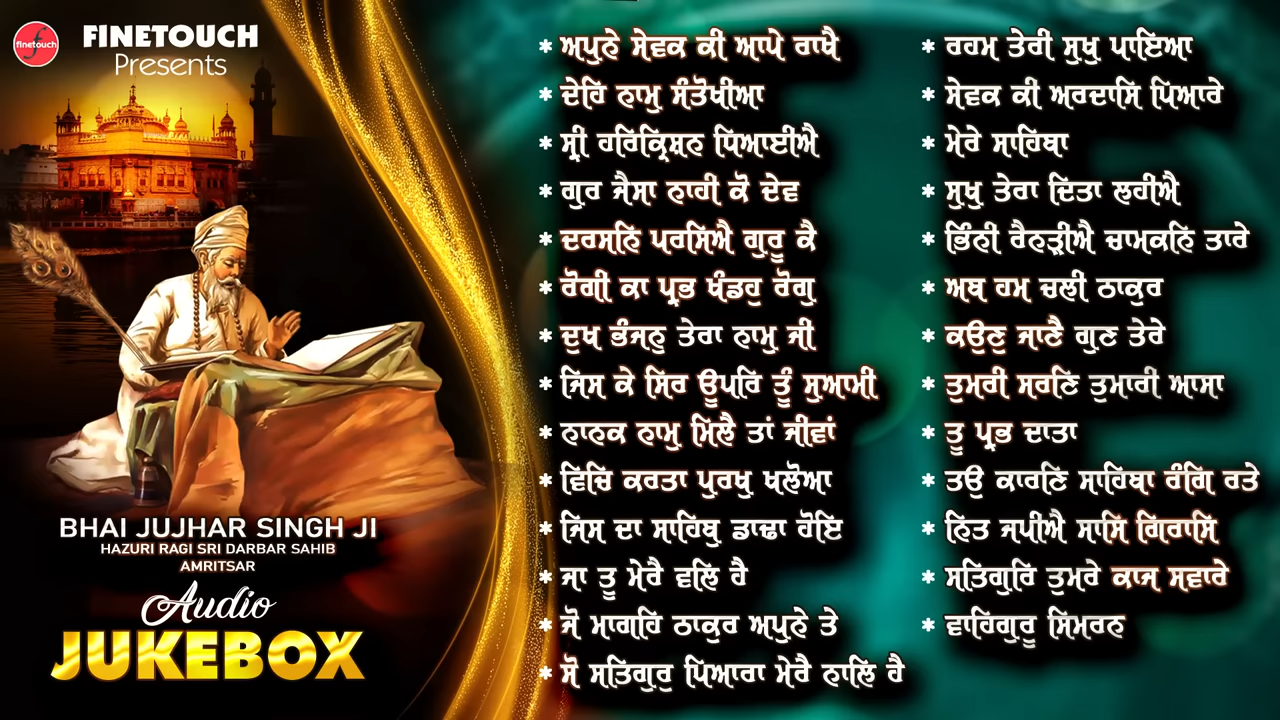 finetouch
FINETOUCH
Presents
BHAI JUJHAR SINGH JI
HAZURI RAGI SRI DARBAR SAHIB
AMRITSAR
Audio
JUKEBOX
* ਅਪੁਨੇ ਸੇਵਕ ਕੀ ਆਪੇ ਰਾਖੈ
* ਦੇਹਿ ਨਾਮੁ ਸੰਤੋਖੀਆ
* ਸ੍ਰੀ ਹਰਿਕ੍ਰਿਸ਼ਨ ਧਿਆਈਐ
* ਗੁਰ ਜੈਸਾ ਨਾਹੀ ਕੋ ਦੇਵ
* ਦਰਸਨਿ ਪਰਸਿਐ ਗੁਰੂ ਕੈ
* ਰੋਗੀ ਕਾ ਪ੍ਰਭ ਖੰਡਹੁ ਰੋਗੁ
* ਦੁਖ ਭੰਜਨੁ ਤੇਰਾ ਨਾਮੁ ਜੀ
* ਜਿਸ ਕੇ ਸਿਰ ਊਪਰਿ ਤੂੰ ਸੁਆਮੀ
* ਨਾਨਕ ਨਾਮੁ ਮਿਲੈ ਤਾਂ ਜੀਵਾਂ
* ਵਿਚਿ ਕਰਤਾ ਪੁਰਖੁ ਖਲੋਆ
* ਜਿਸ ਦਾ ਸਾਹਿਬੁ ਡਾਢਾ ਹੋਇ
* ਜਾ ਤੂ ਮੇਰੈ ਵਲਿ ਹੈ
* ਜੋ ਮਾਗਹਿ ਠਾਕੁਰ ਅਪੁਨੇ ਤੇ
* ਸੋ ਸਤਿਗੁਰੁ ਪਿਆਰਾ ਮੇਰੈ ਨਾਲਿ ਹੈ
* ਰਹਮ ਤੇਰੀ ਸੁਖੁ ਪਾਇਆ
* ਸੇਵਕ ਕੀ ਅਰਦਾਸਿ ਪਿਆਰੇ
* ਮੇਰੇ ਸਾਹਿਬਾ
* ਸੁਖੁ ਤੇਰਾ ਦਿਤਾ ਲਹੀਐ
* ਭਿੰਨੀ ਰੈਨੜੀਐ ਚਾਮਕਨਿ ਤਾਰੇ
* ਅਬ ਹਮ ਚਲੀ ਠਾਕੁਰ
* ਕਉਣੁ ਜਾਣੈ ਗੁਣ ਤੇਰੇ
* ਤੁਮਰੀ ਸਰਣਿ ਤੁਮਾਰੀ ਆਸਾ
* ਤੂ ਪ੍ਰਭ ਦਾਤਾ
* ਤਉ ਕਾਰਣਿ ਸਾਹਿਬਾ ਰੰਗਿ ਰਤੇ
* ਨਿਤ ਜਪੀਐ ਸਾਸਿ ਗਿਰਾਸਿ
* ਸਤਿਗੁਰਿ ਤੁਮਰੇ ਕਾਜ ਸਵਾਰੇ
* ਵਾਹਿਗੁਰੂ ਸਿਮਰਨ